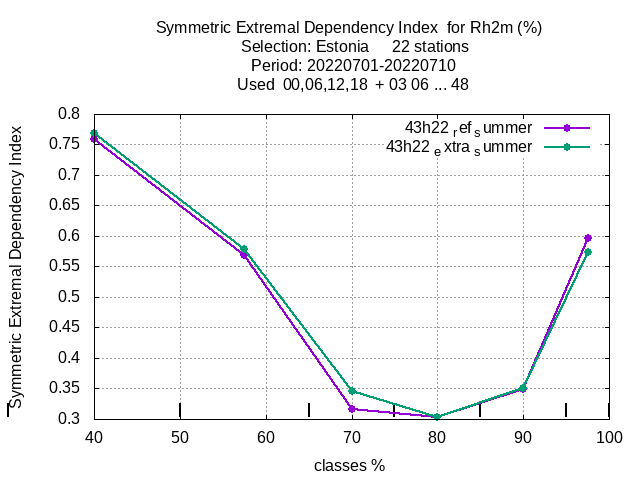 Symmetric Extremal Dependency Index  for Rh2m (%)
Selection: Estonia     22 stations
Period: 20220701-20220710
Used  00,06,12,18  + 03 06 ... 48
43h22 ref summer
43h22 extra summer
Symmetric Extremal Dependency Index
0.8
0.75
0.7
0.65
0.6
0.55
0.5
0.45
0.4
0.35
0.3
40 50 60 70 80 90 100
classes %